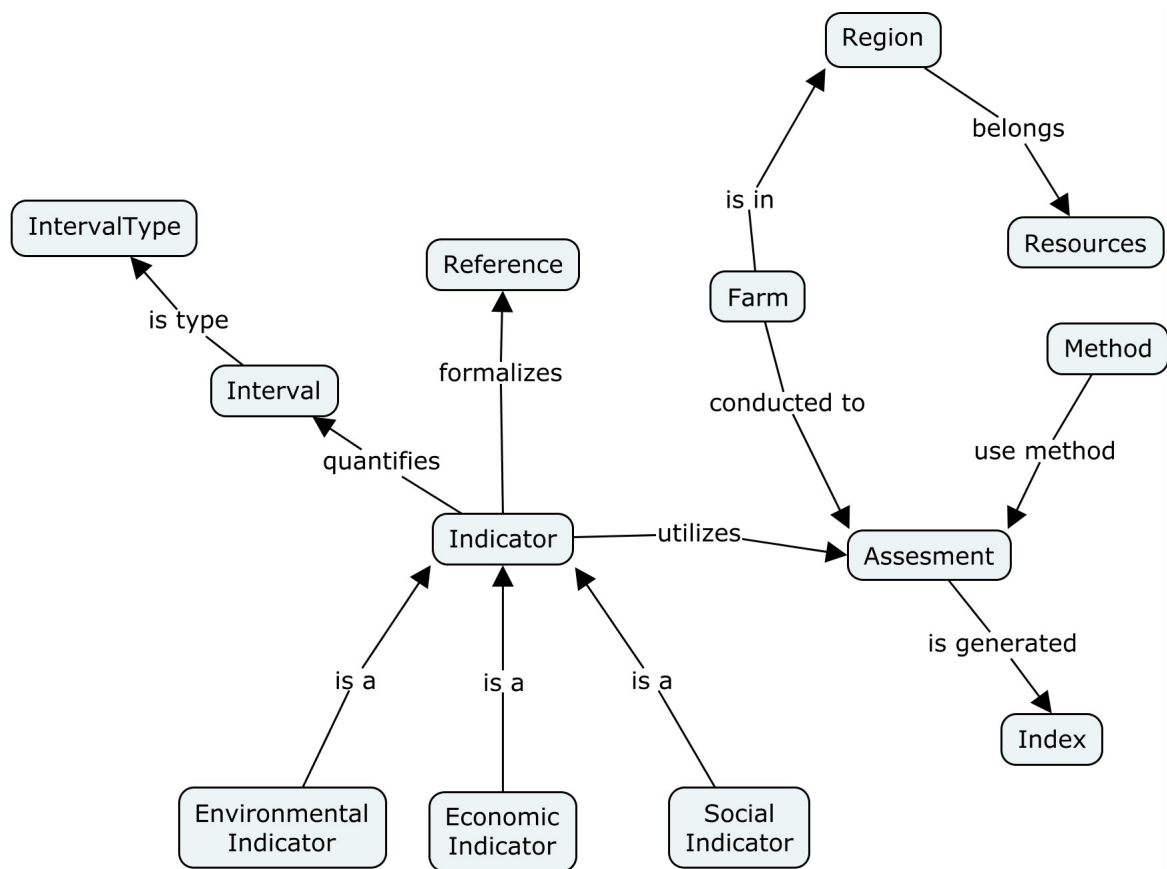 Region
belongs
IntervalType
is in
Resources
Reference
Farm
is type
Method
Interval
formalizes
conducted to
quantifies
use method
Indicator
utilizes
Assesment
is generated
is a
is a
is a
Index
Environmental
Indicator
Economic
Indicator
Social
Indicator